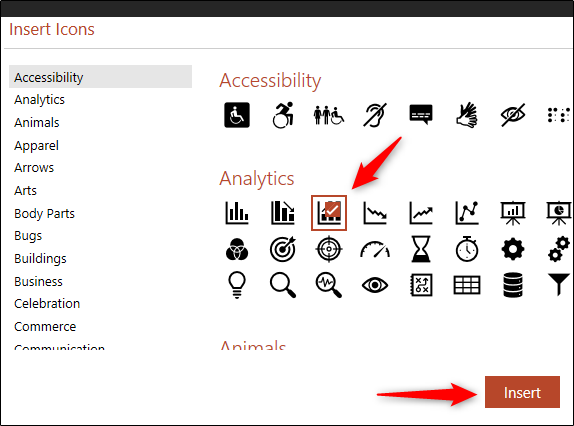 Insert Icons
Accessibility
Analytics
Animals
Apparel
Arrows
Arts
Body Parts
Bugs
Buildings
Business
Celebration
Commerce
Communication
Accessibility
Analytics
Animals
Insert